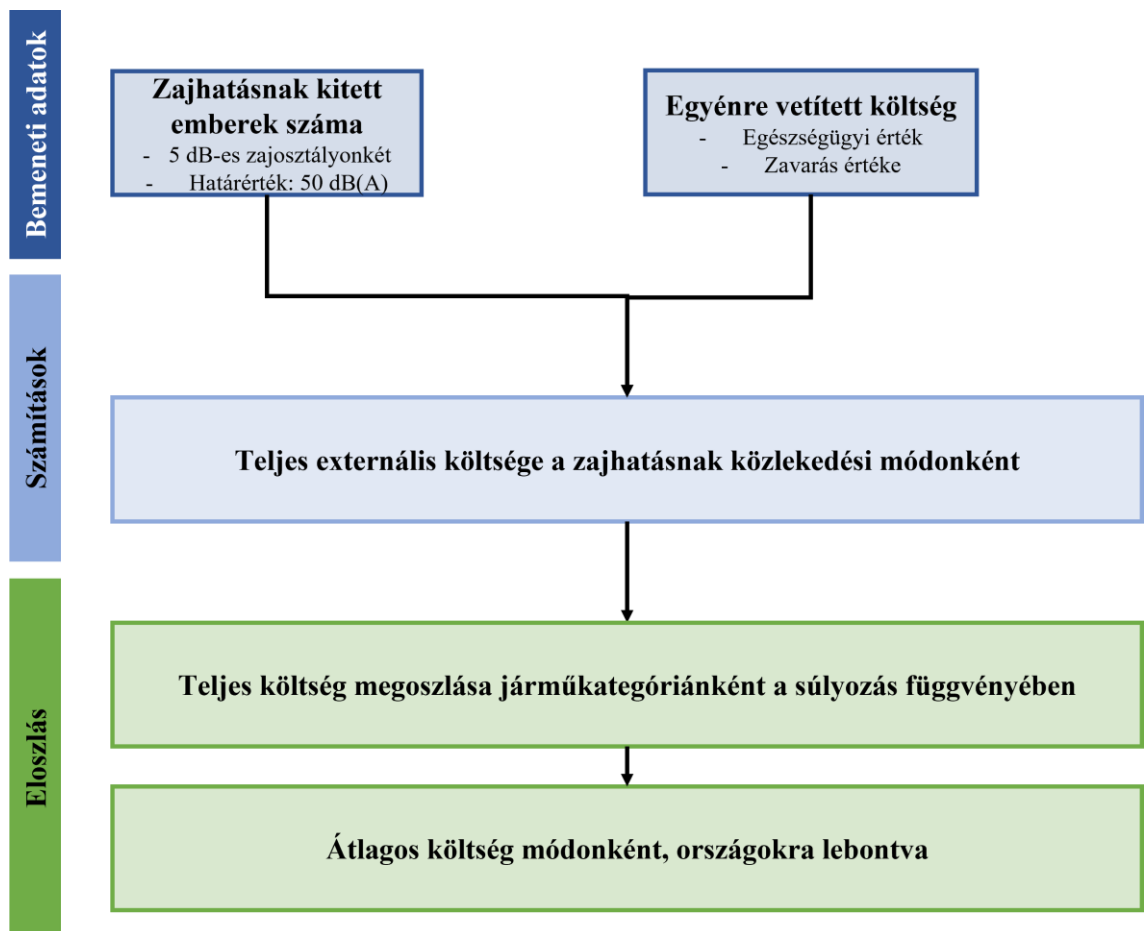 Bemeneti adatok
Zajhatásnak kitett
emberek száma
- 5 dB-es zajosztályonkét
- Határérték: 50 dB(A)
Egyénre vetített költség
- Egészségügyi érték
- Zavarás értéke
Számítások
Teljes externális költsége a zajhatásnak közlekedési módonként
Eloszlás
Teljes költség megoszlása járműkategóriánként a súlyozás függvényében
Átlagos költség módonként, országokra lebontva